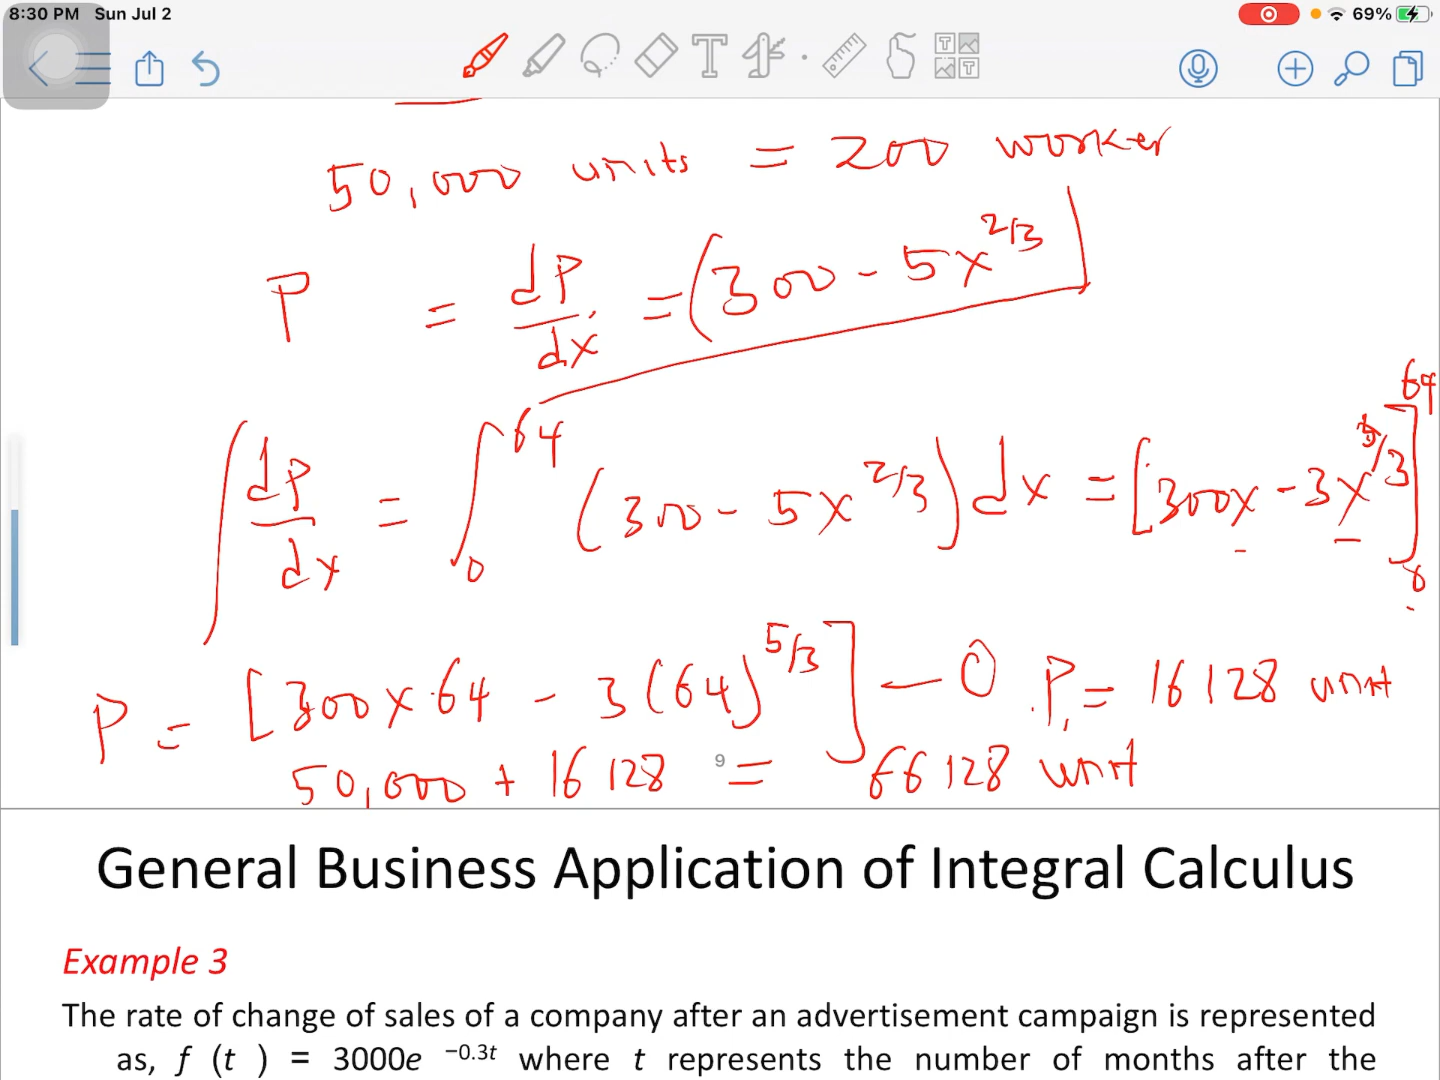 8:30 PM Sun Jul 2 69%
50,000 units = 200 worker
P = dP/dx = (300 - 5x^2/3)
∫ dP/dx = ∫_0^64 (300 - 5x^2/3) dx = [300x - 3x^5/3]_0^64
P = [300 x 64 - 3(64)^5/3] - 0 P = 16128 unit
50,000 + 16128 = 66128 unit
9
General Business Application of Integral Calculus
Example 3
The rate of change of sales of a company after an advertisement campaign is represented
as, f (t ) = 3000e ^−0.3t where t represents the number of months after the